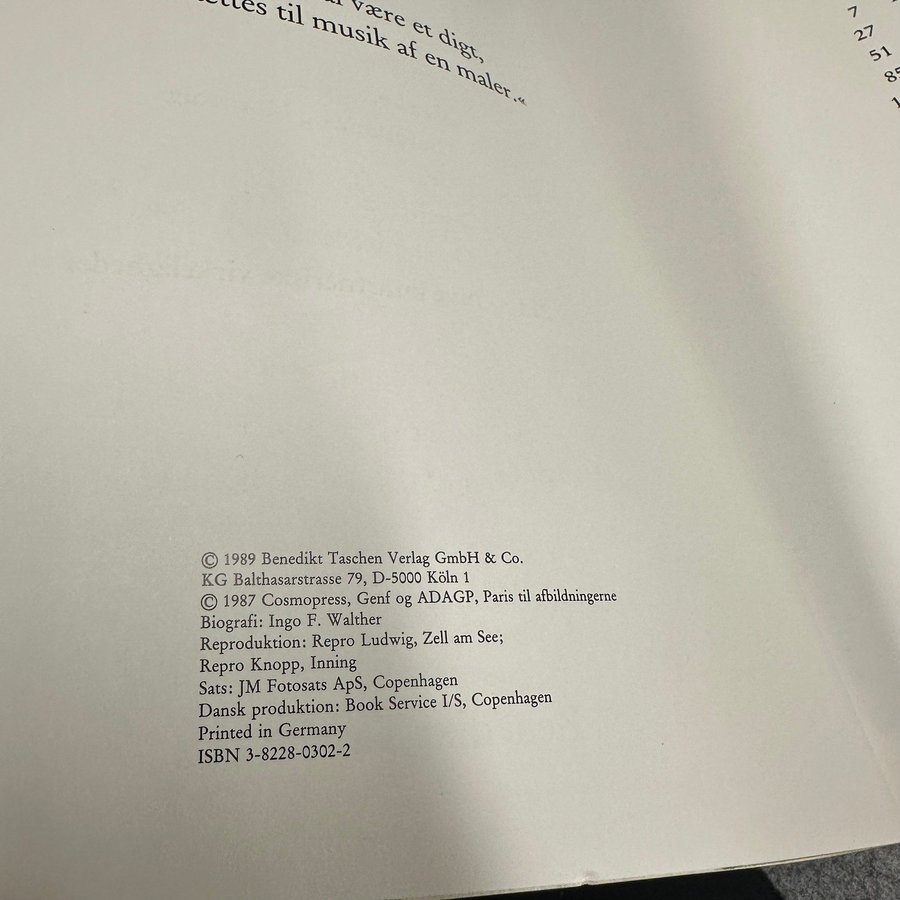 være et digt,
til musik af en maler.«
7
27
51
© 1989 Benedikt Taschen Verlag GmbH & Co.
KG Balthasarstrasse 79, D-5000 Köln 1
© 1987 Cosmopress, Genf og ADAGP, Paris til afbildningerne
Biografi: Ingo F. Walther
Reproduktion: Repro Ludwig, Zell am See;
Repro Knopp, Inning
Sats: JM Fotosats ApS, Copenhagen
Dansk produktion: Book Service I/S, Copenhagen
Printed in Germany
ISBN 3-8228-0302-2